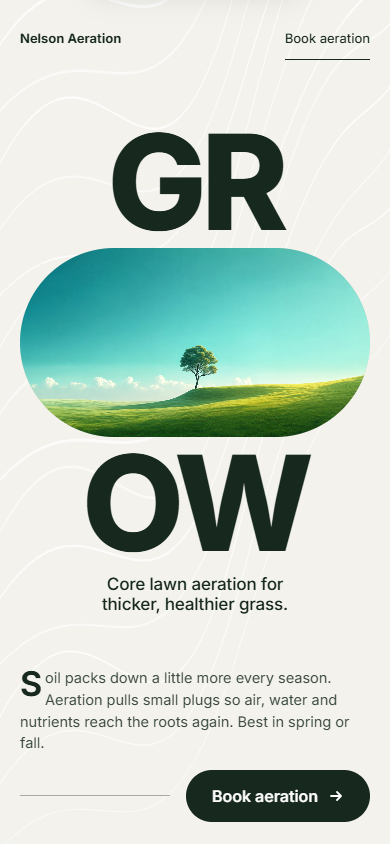 Nelson Aeration
Book aeration
GR
OW
Core lawn aeration for
thicker, healthier grass.
Soil packs down a little more every season.
Aeration pulls small plugs so air, water and
nutrients reach the roots again. Best in spring or
fall.
Book aeration